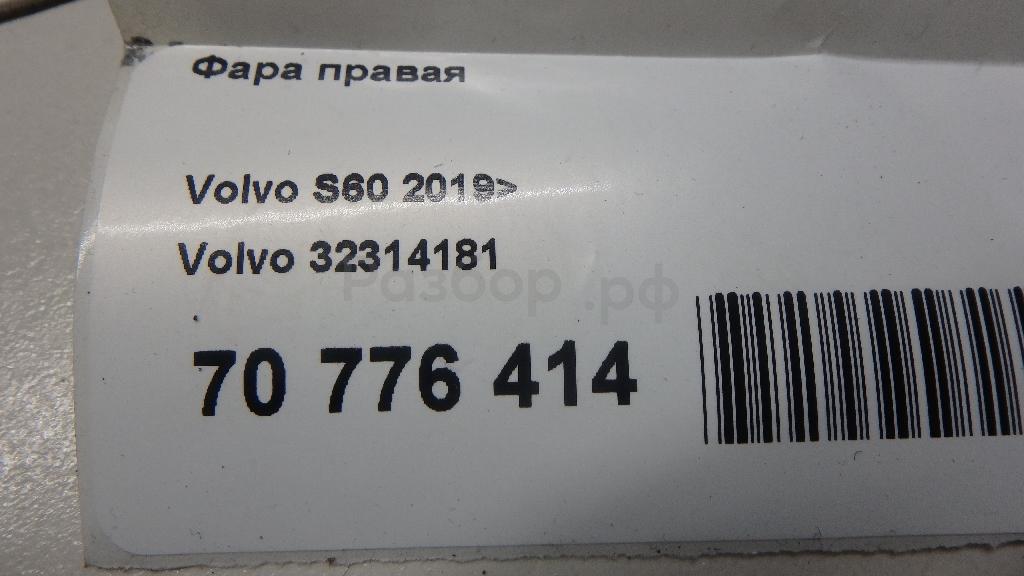 Фара правая
Volvo S60 2019>
Volvo 32314181
Разбор.рф
70 776 414